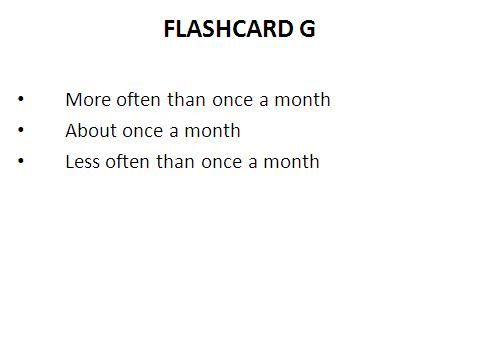 FLASHCARD G
• More often than once a month
• About once a month
• Less often than once a month